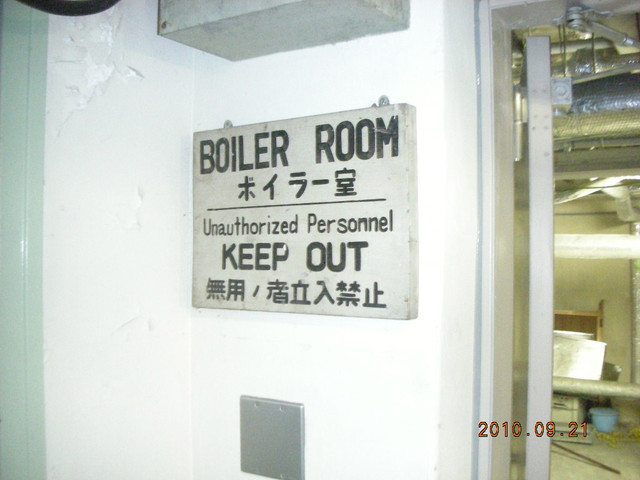 BOILER ROOM
ボイラー室
Unauthorized Personnel
KEEP OUT
無用ノ者立入禁止
2010.09.21